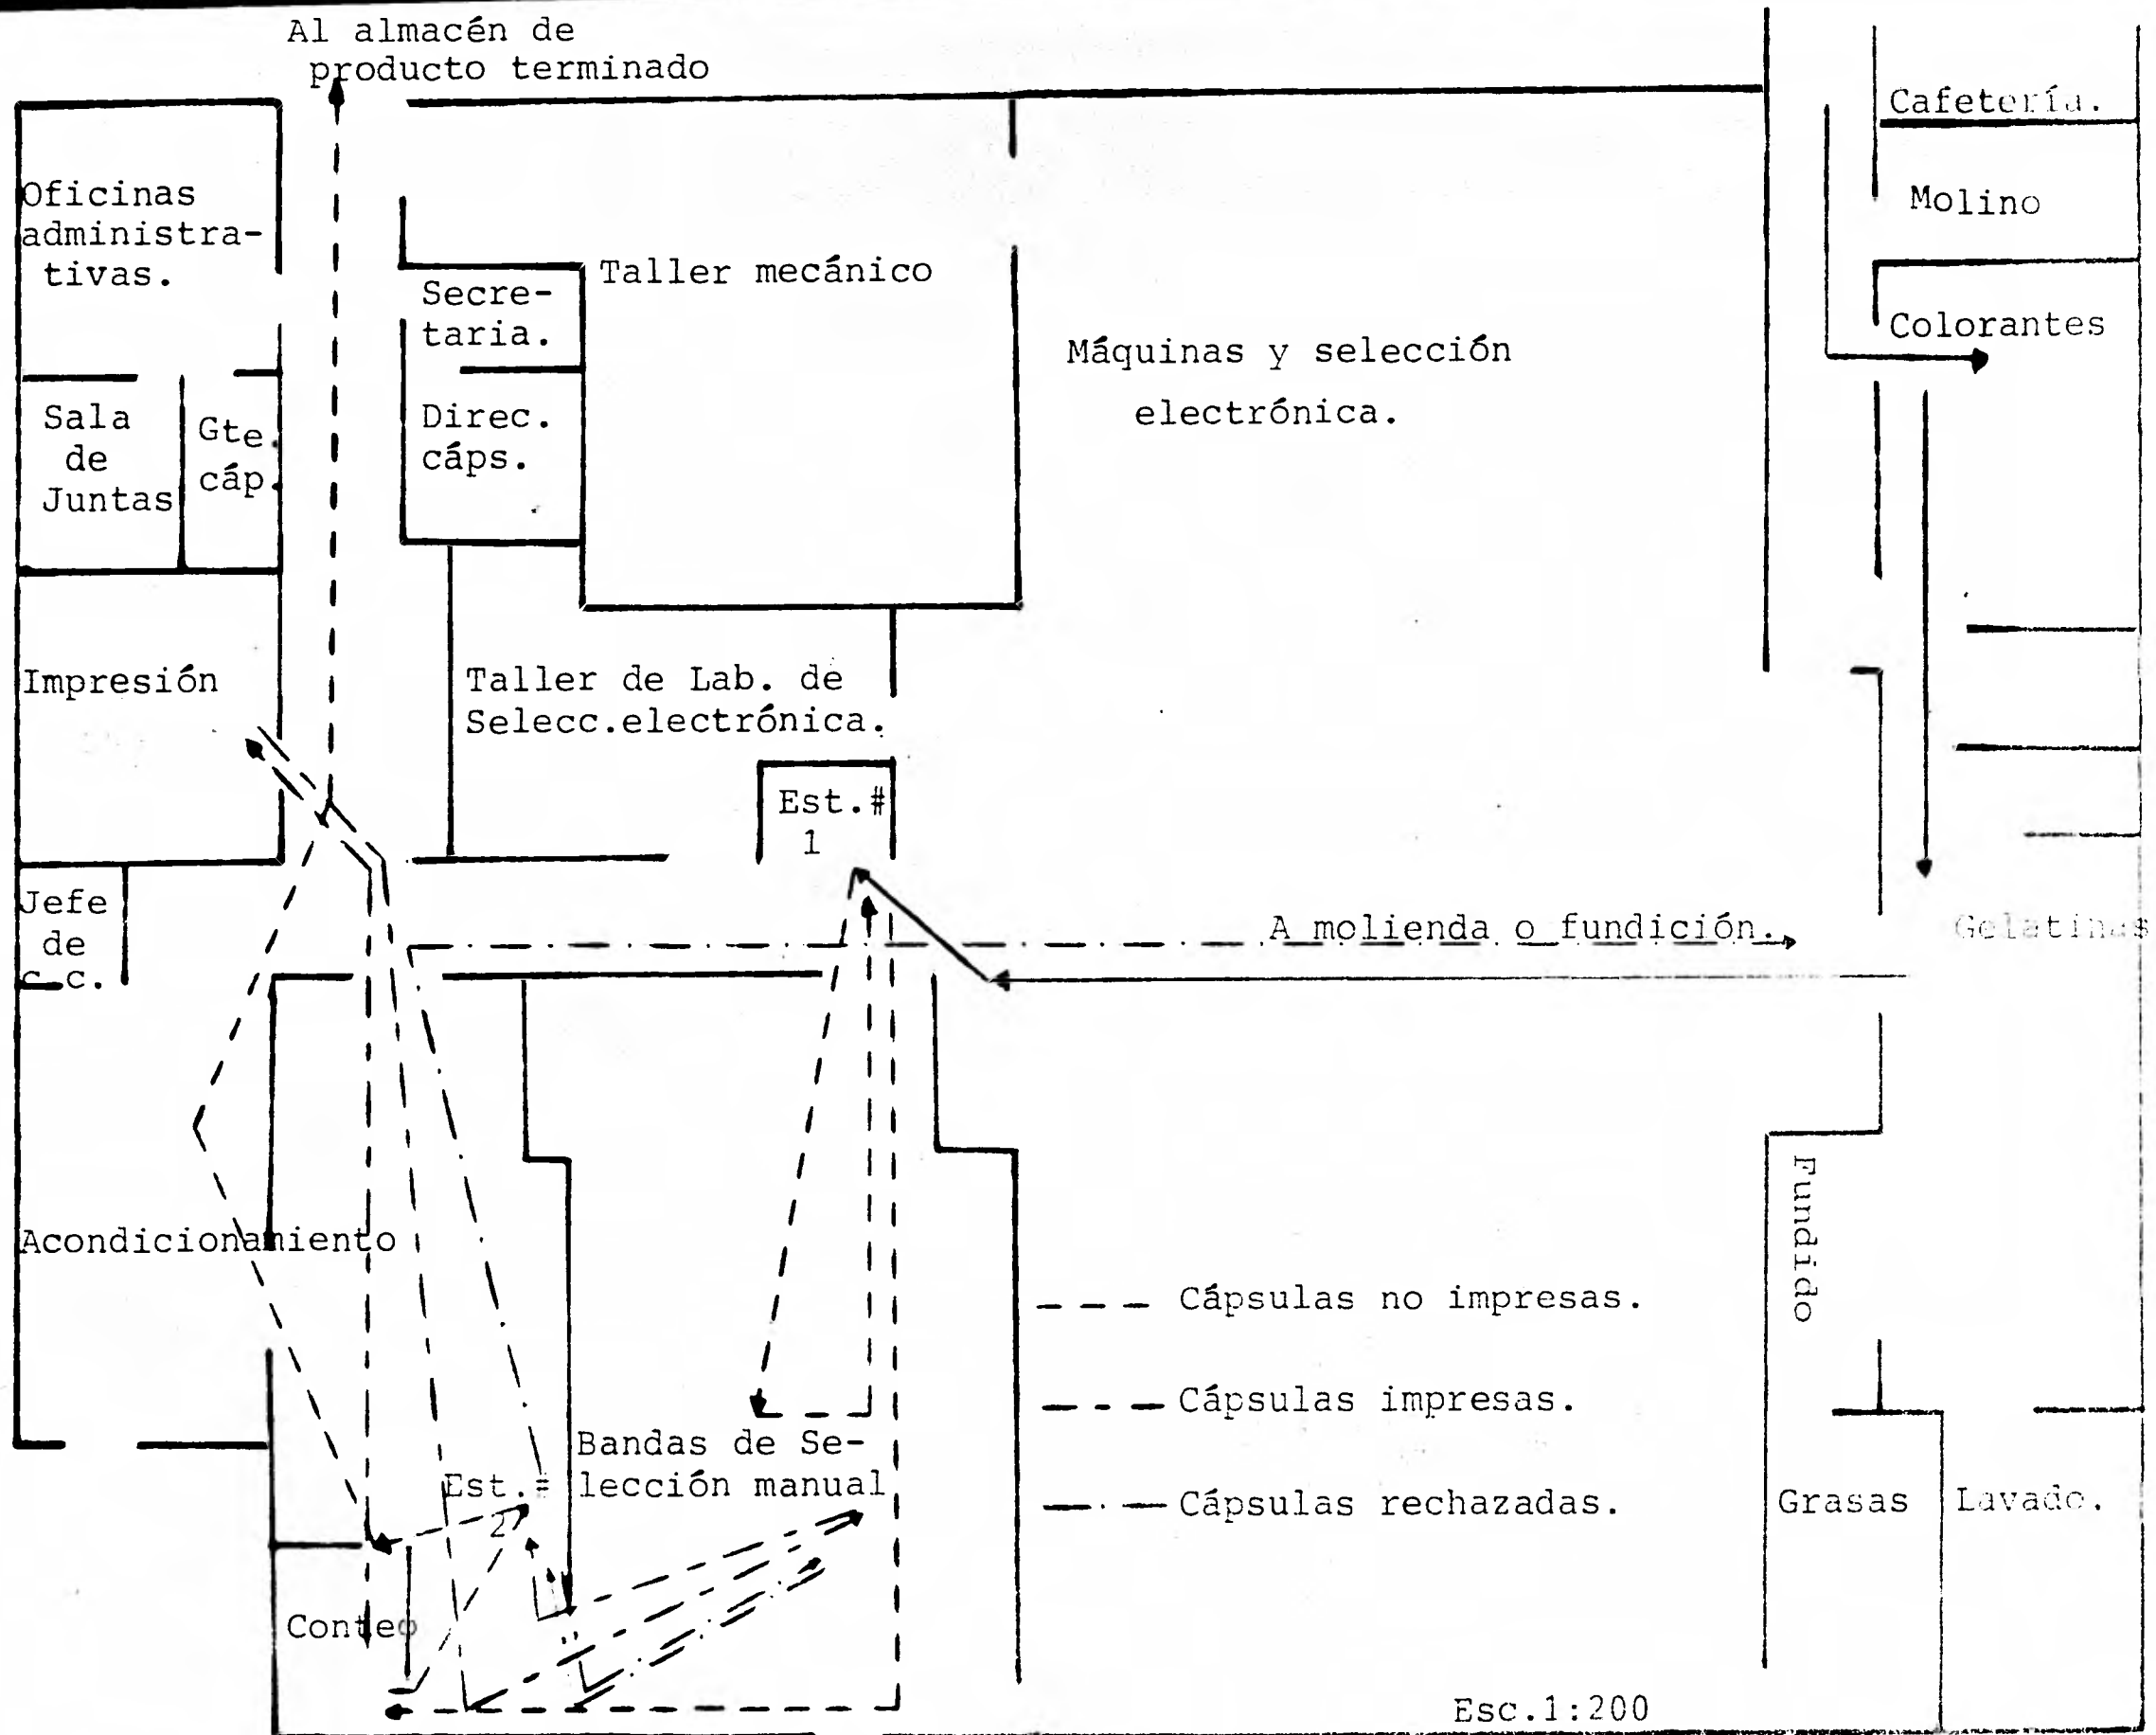 Al almacén de
producto terminado
Cafetería.
Oficinas
administra-
tivas.
Molino
Taller mecánico
Secre-
taria.
Colorantes
Máquinas y selección
electrónica.
Sala
de
Juntas
Gte.
cáp.
Direc.
cáps.
Impresión
Taller de Lab. de
Selecc.electrónica.
Est.#
1
Jefe
de
c.c.
A molienda o fundición.
Gelatinas
Fundido
Acondicionamiento
Cápsulas no impresas.
Cápsulas impresas.
Bandas de Se-
lección manual
Est.#
2
Cápsulas rechazadas.
Grasas
Lavado.
Conteo
Esc.1:200